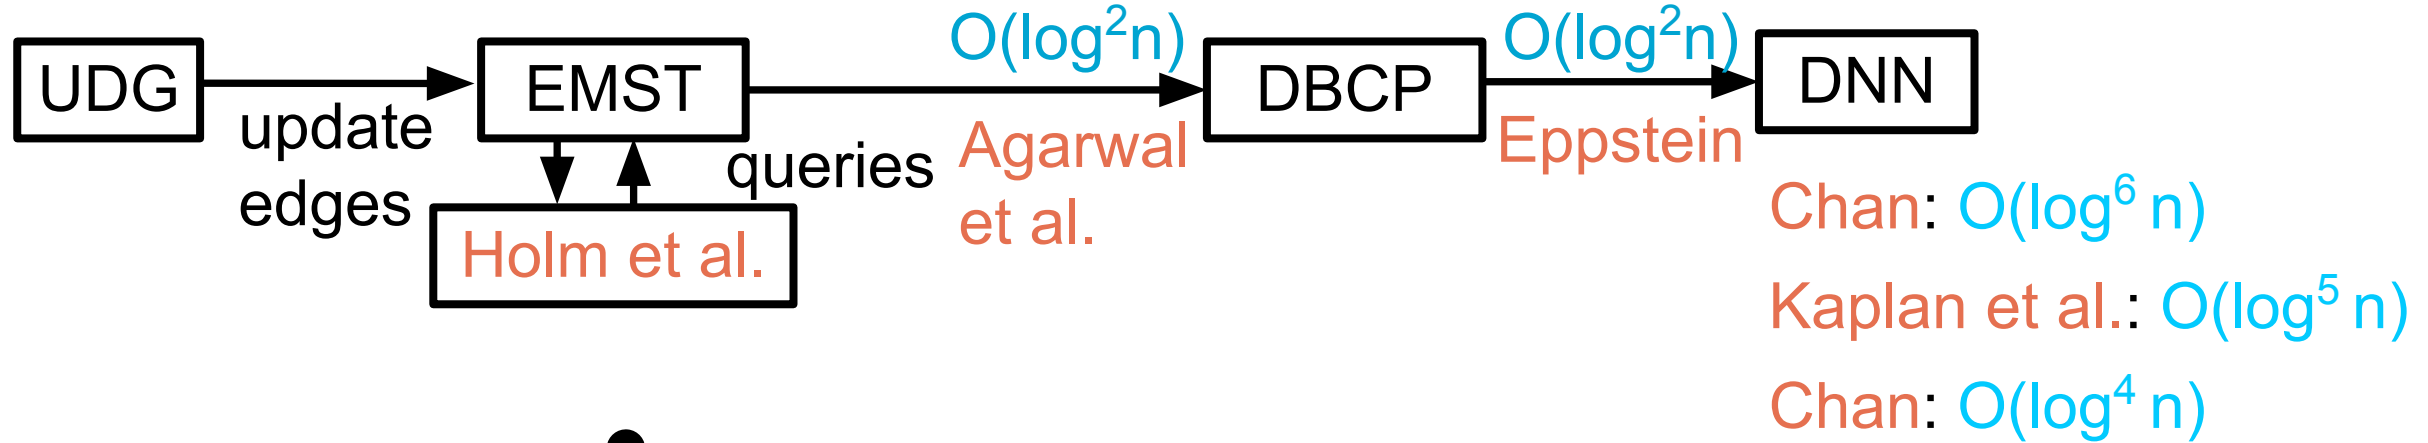 UDG
update
edges
EMST
Holm et al.
queries
O(log²n)
Agarwal
et al.
DBCP
O(log²n)
Eppstein
DNN
Chan: O(log⁶ n)
Kaplan et al.: O(log⁵ n)
Chan: O(log⁴ n)